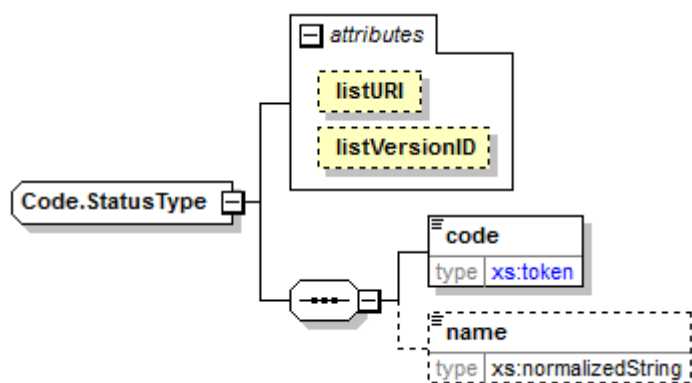 attributes
listURI
listVersionID
Code.StatusType
code
type xs:token
name
type xs:normalizedString